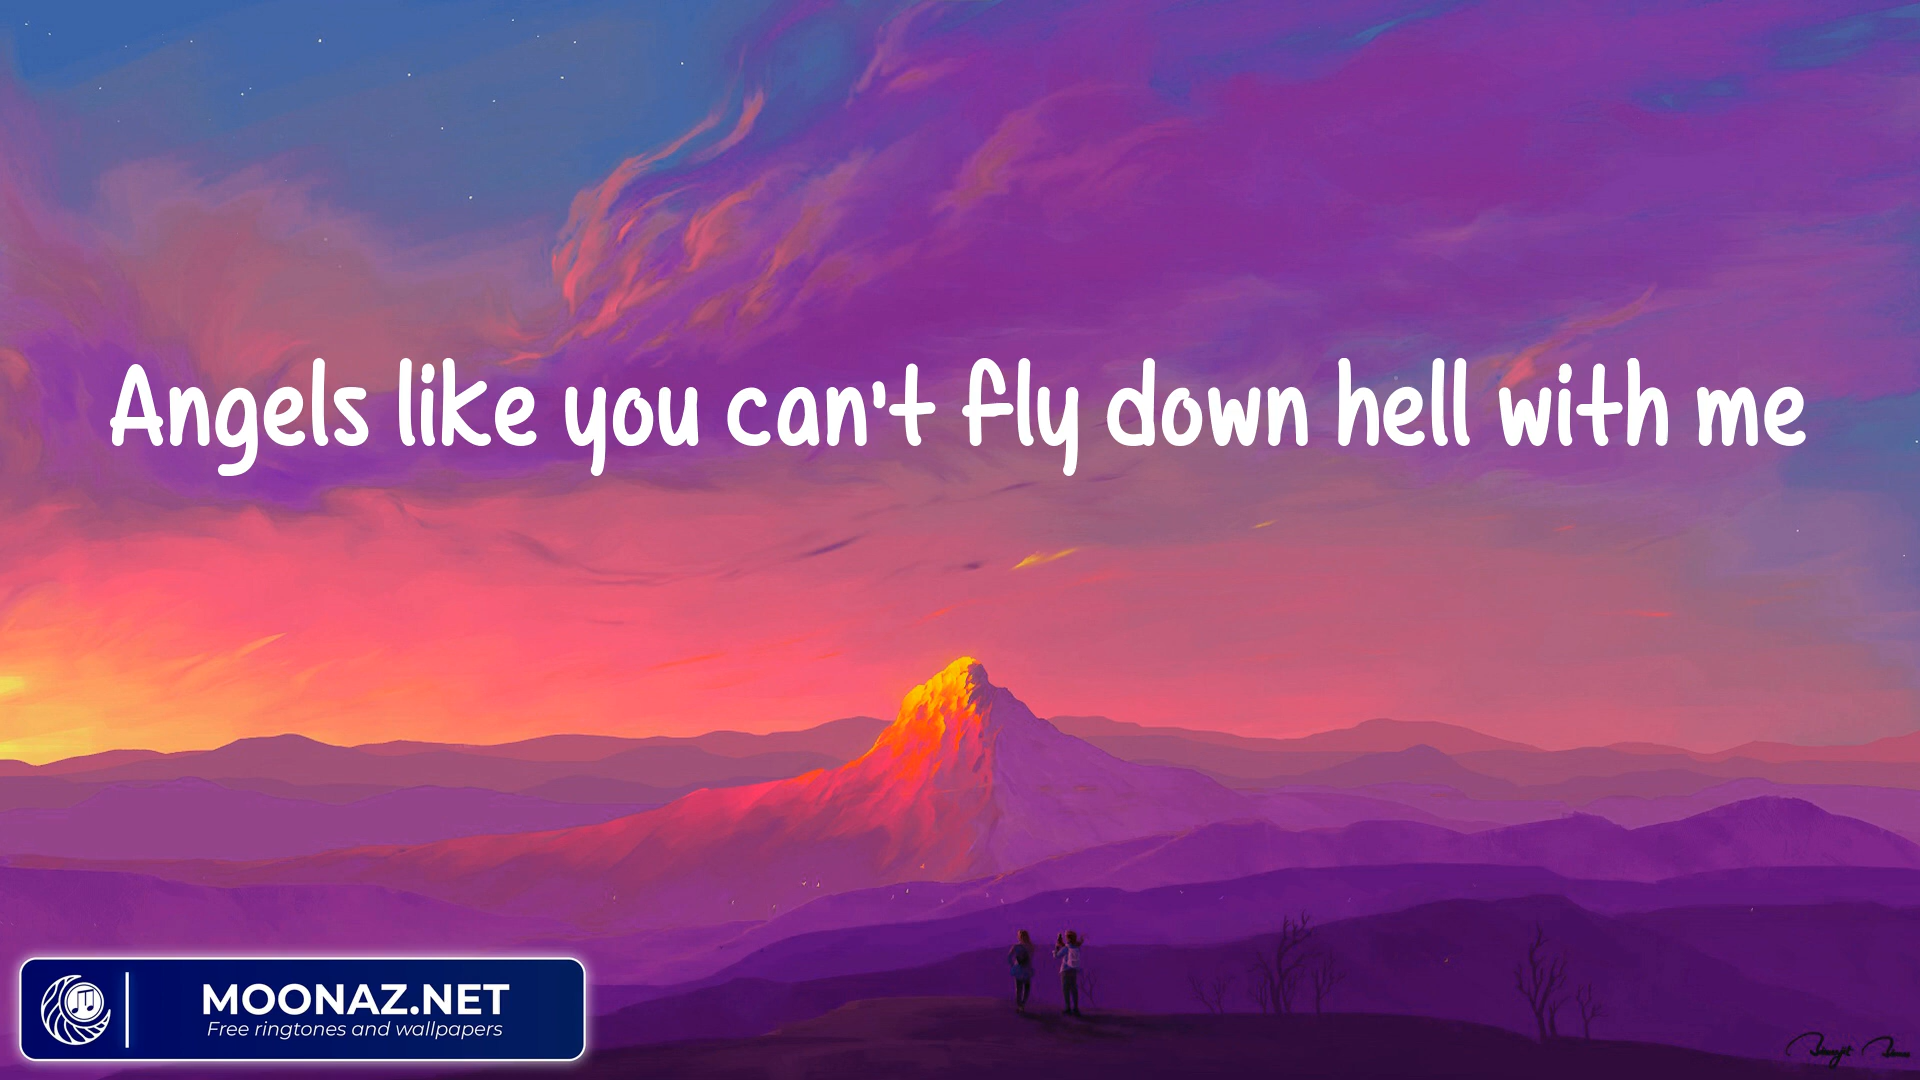 Angels like you can't fly down hell with me
MOONAZ.NET
Free ringtones and wallpapers